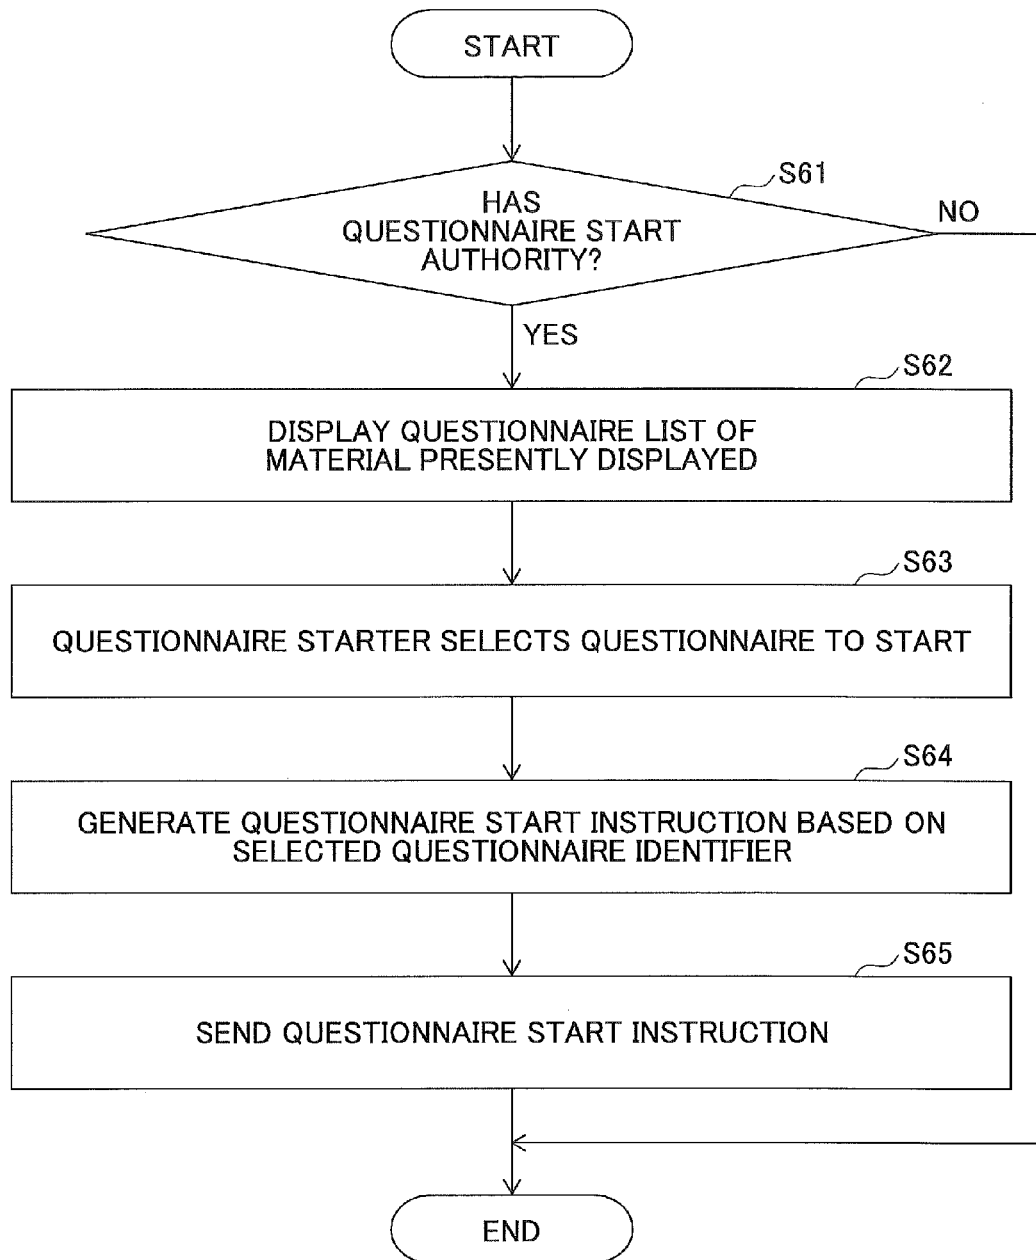 START
S61
HAS
QUESTIONNAIRE START
AUTHORITY?
NO
YES
S62
DISPLAY QUESTIONNAIRE LIST OF
MATERIAL PRESENTLY DISPLAYED
S63
QUESTIONNAIRE STARTER SELECTS QUESTIONNAIRE TO START
S64
GENERATE QUESTIONNAIRE START INSTRUCTION BASED ON
SELECTED QUESTIONNAIRE IDENTIFIER
S65
SEND QUESTIONNAIRE START INSTRUCTION
END